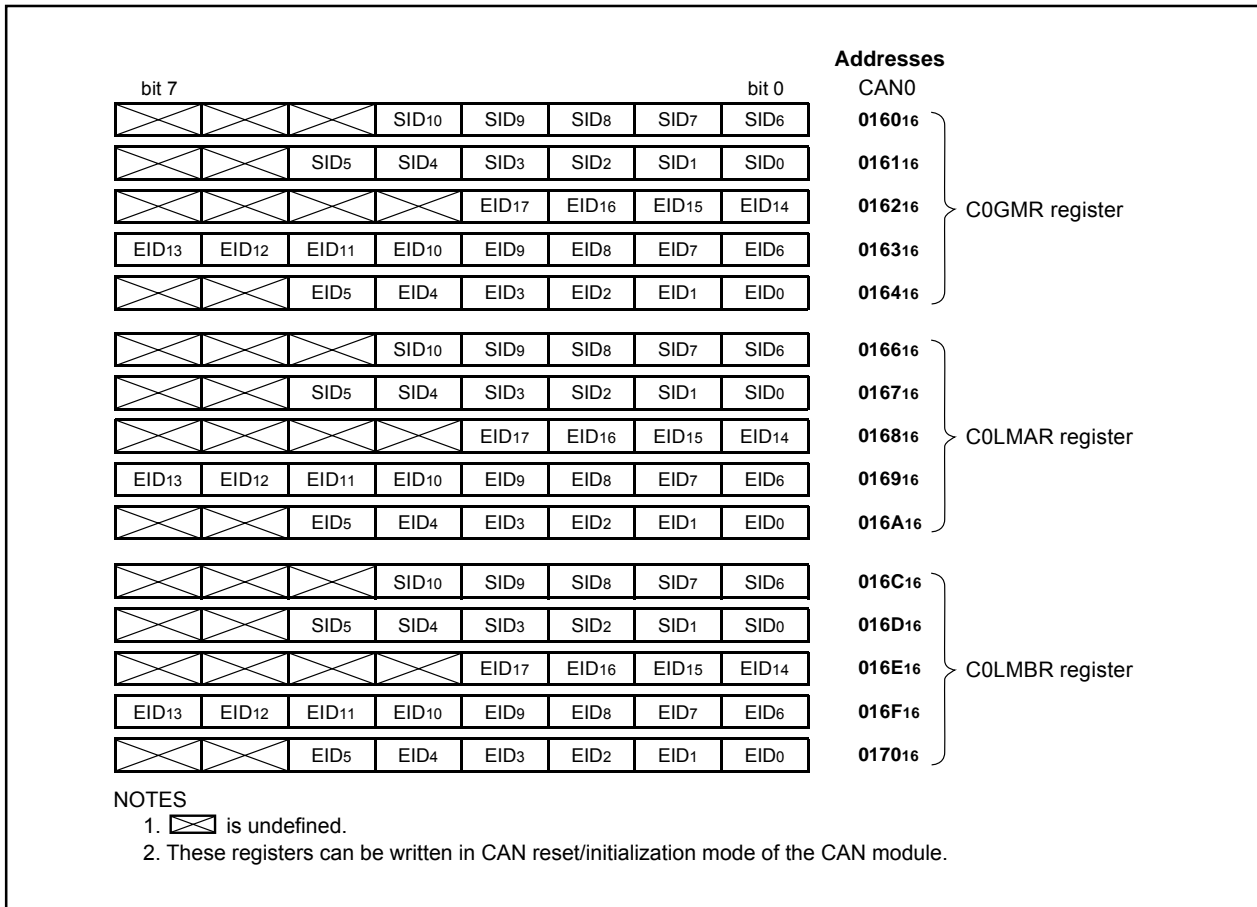 Addresses
bit 7 bit 0 CAN0
SID10 SID9 SID8 SID7 SID6 016016
SID5 SID4 SID3 SID2 SID1 SID0 016116
EID17 EID16 EID15 EID14 016216 C0GMR register
EID13 EID12 EID11 EID10 EID9 EID8 EID7 EID6 016316
EID5 EID4 EID3 EID2 EID1 EID0 016416
SID10 SID9 SID8 SID7 SID6 016616
SID5 SID4 SID3 SID2 SID1 SID0 016716
EID17 EID16 EID15 EID14 016816 C0LMAR register
EID13 EID12 EID11 EID10 EID9 EID8 EID7 EID6 016916
EID5 EID4 EID3 EID2 EID1 EID0 016A16
SID10 SID9 SID8 SID7 SID6 016C16
SID5 SID4 SID3 SID2 SID1 SID0 016D16
EID17 EID16 EID15 EID14 016E16 C0LMBR register
EID13 EID12 EID11 EID10 EID9 EID8 EID7 EID6 016F16
EID5 EID4 EID3 EID2 EID1 EID0 017016
NOTES
1. is undefined.
2. These registers can be written in CAN reset/initialization mode of the CAN module.